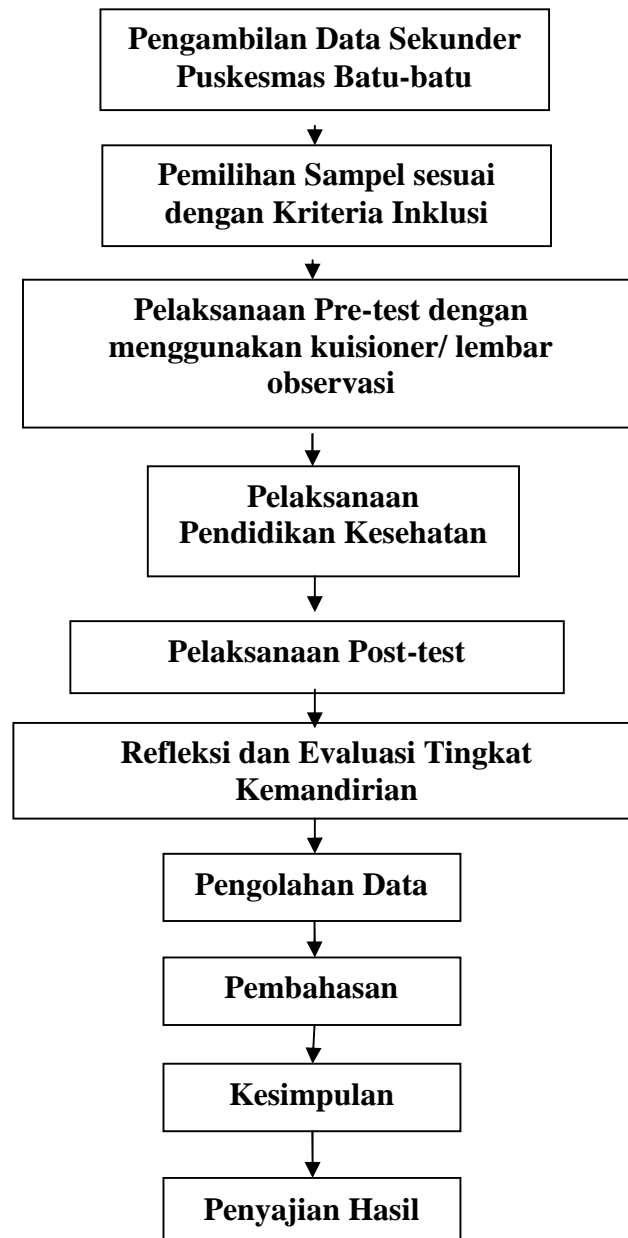 Pengambilan Data Sekunder
Puskesmas Batu-batu
Pemilihan Sampel sesuai
dengan Kriteria Inklusi
Pelaksanaan Pre-test dengan
menggunakan kuisioner/ lembar
observasi
Pelaksanaan
Pendidikan Kesehatan
Pelaksanaan Post-test
Refleksi dan Evaluasi Tingkat
Kemandirian
Pengolahan Data
Pembahasan
Kesimpulan
Penyajian Hasil